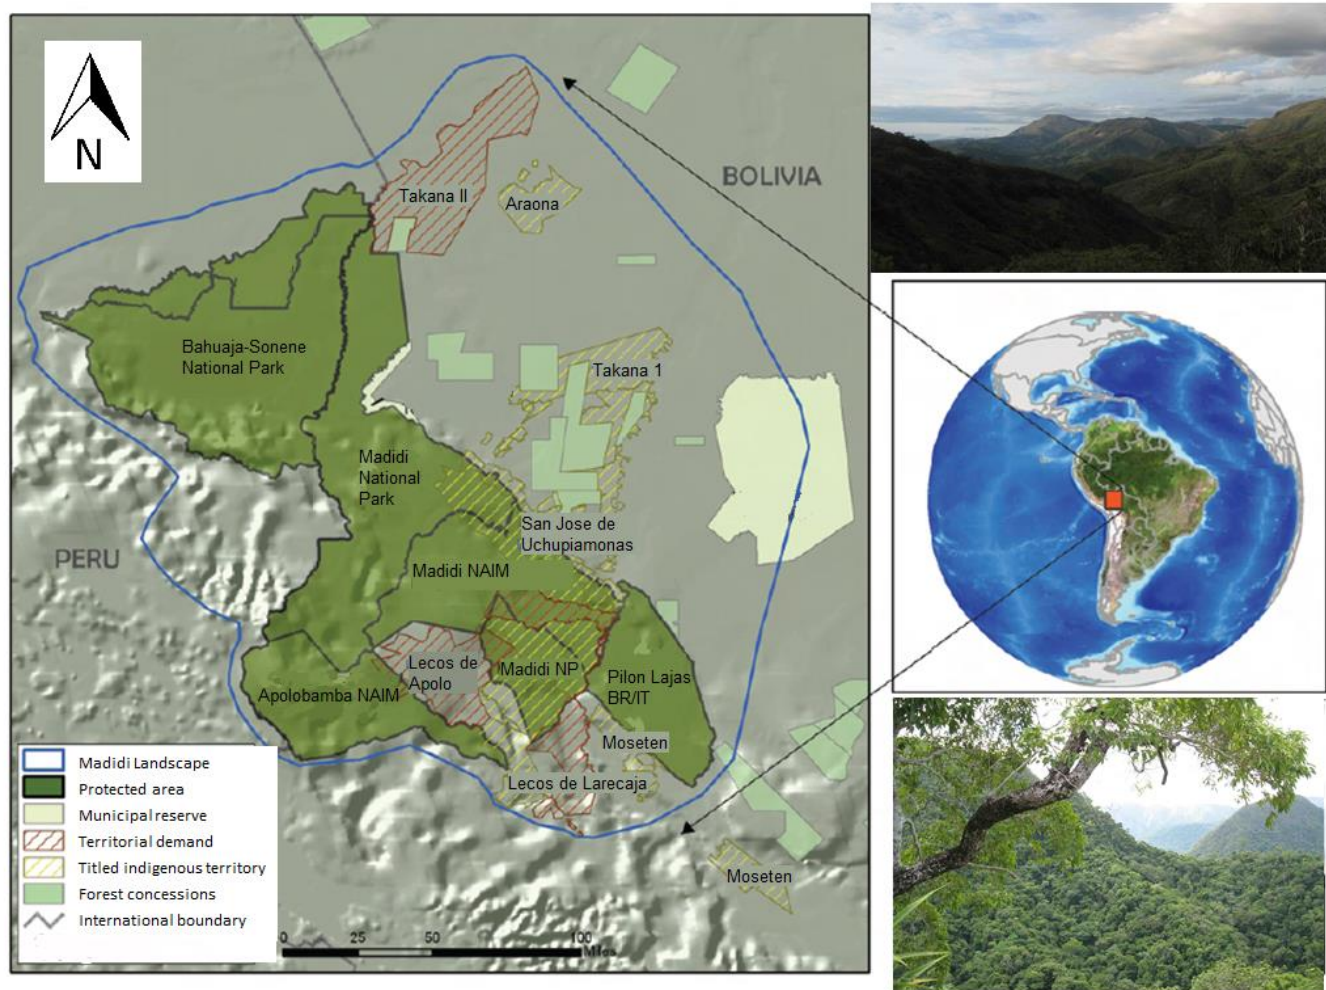 N
BOLIVIA
Takana II
Araona
Bahuaja-Sonene
National Park
Takana 1
Madidi
National
Park
San Jose de
Uchupiamonas
PERU
Madidi NAIM
Lecos de
Apolo
Madidi NP
Pilon Lajas
BR/IT
Apolobamba NAIM
Moseten
Lecos de Larecaja
Moseten
Madidi Landscape
Protected area
Municipal reserve
Territorial demand
Titled indigenous territory
Forest concessions
International boundary
0 25 50 100
Miles